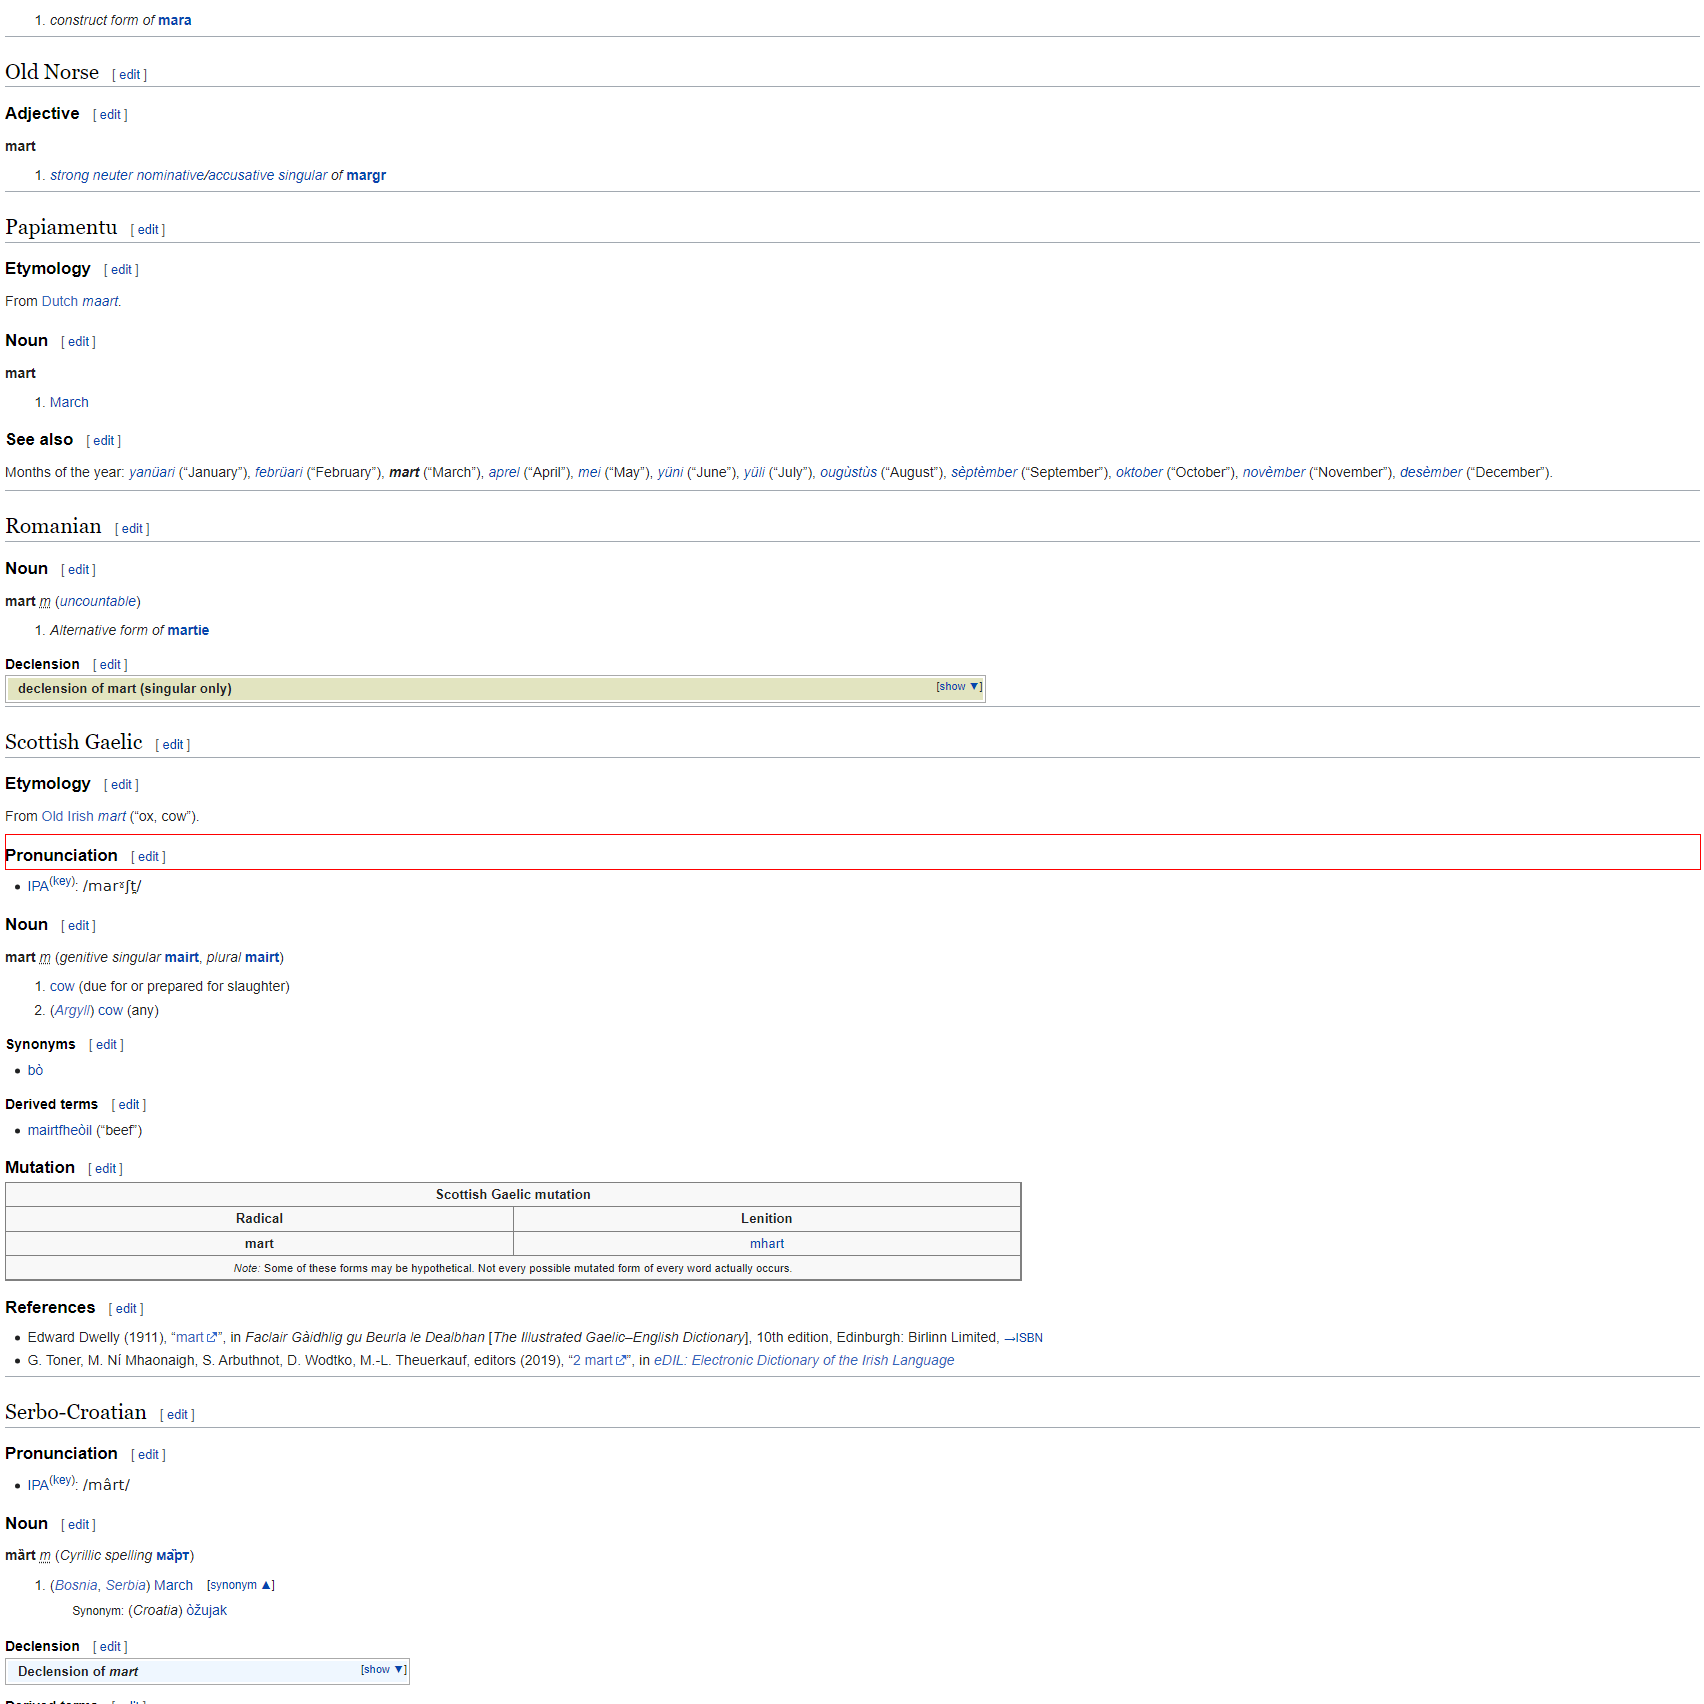 1. construct form of mara
Old Norse [ edit ]
Adjective [ edit ]
mart
1. strong neuter nominative/accusative singular of margr
Papiamentu [ edit ]
Etymology [ edit ]
From Dutch maart.
Noun [ edit ]
mart
1. March
See also [ edit ]
Months of the year: yanüari (“January”), febrüari (“February”), mart (“March”), aprel (“April”), mei (“May”), yüni (“June”), yüli (“July”), ougùstùs (“August”), sèptèmber (“September”), oktober (“October”), novèmber (“November”), desèmber (“December”).
Romanian [ edit ]
Noun [ edit ]
mart m (uncountable)
1. Alternative form of martie
Declension [ edit ]
declension of mart (singular only) [show ▼]
Scottish Gaelic [ edit ]
Etymology [ edit ]
From Old Irish mart (“ox, cow”).
Pronunciation [ edit ]
• IPA(key): /marˠʃt̪/
Noun [ edit ]
mart m (genitive singular mairt, plural mairt)
1. cow (due for or prepared for slaughter)
2. (Argyll) cow (any)
Synonyms [ edit ]
• bò
Derived terms [ edit ]
• mairtfheòil (“beef”)
Mutation [ edit ]
Scottish Gaelic mutation
Radical Lenition
mart mhart
Note: Some of these forms may be hypothetical. Not every possible mutated form of every word actually occurs.
References [ edit ]
• Edward Dwelly (1911), “mart”, in Faclair Gàidhlig gu Beurla le Dealbhan [The Illustrated Gaelic–English Dictionary], 10th edition, Edinburgh: Birlinn Limited, →ISBN
• G. Toner, M. Ní Mhaonaigh, S. Arbuthnot, D. Wodtko, M.-L. Theuerkauf, editors (2019), “2 mart”, in eDIL: Electronic Dictionary of the Irish Language
Serbo-Croatian [ edit ]
Pronunciation [ edit ]
• IPA(key): /mârt/
Noun [ edit ]
mȁrt m (Cyrillic spelling ма̏рт)
1. (Bosnia, Serbia) March [synonym ▲]
Synonym: (Croatia) òžujak
Declension [ edit ]
Declension of mart [show ▼]
Derived terms [ edit ]